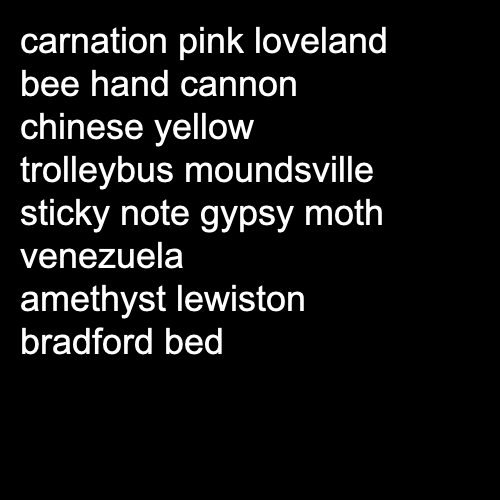 carnation pink loveland
bee hand cannon
chinese yellow
trolleybus moundsville
sticky note gypsy moth
venezuela
amethyst lewiston
bradford bed